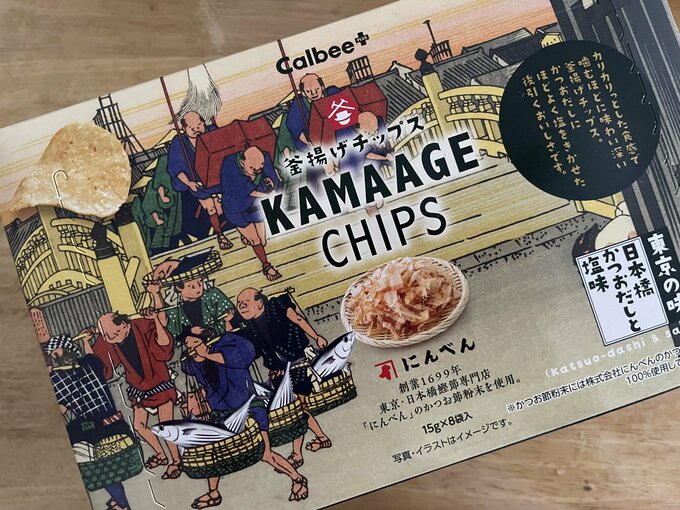 Calbee+
釜揚げチップス
KAMAAGE
CHIPS
カリカリっとした食感で
噛むほどに味わい深い
釜揚げチップス。
かつおだしに
ほどよく塩をきかせた
後引くおいしさです。
東京の味
日本橋
かつおだしと
塩味
(Katsuo-dashi & sa
にんべん
創業1699年
東京・日本橋鰹節専門店
「にんべん」のかつお節粉末を使用。
15g×8袋入
写真・イラストはイメージです。
※かつお節粉末には株式会社にんべんのかつ
100%使用して